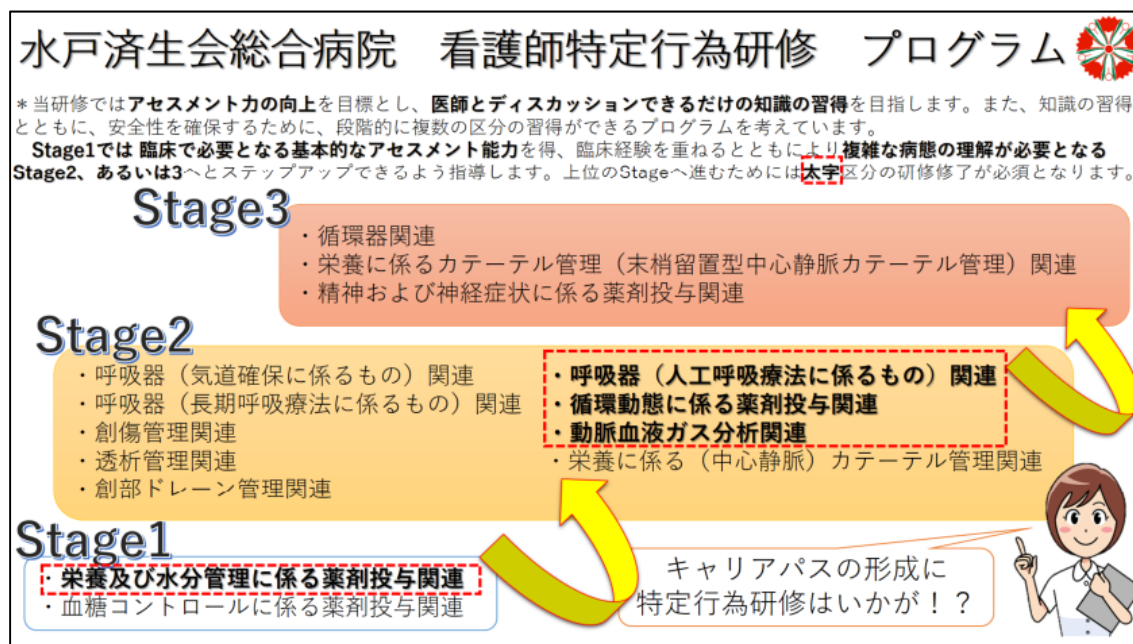 水戸済生会総合病院　看護師特定行為研修　プログラム
＊当研修ではアセスメント力の向上を目標とし、医師とディスカッションできるだけの知識の習得を目指します。また、知識の習得
とともに、安全性を確保するために、段階的に複数の区分の習得ができるプログラムを考えています。
Stage1では 臨床で必要となる基本的なアセスメント能力を得、臨床経験を重ねるとともにより複雑な病態の理解が必要となる
Stage2、あるいは3へとステップアップできるよう指導します。上位のStageへ進むためには太字区分の研修修了が必須となります。
Stage3
・循環器関連
・栄養に係るカテーテル管理（末梢留置型中心静脈カテーテル管理）関連
・精神および神経症状に係る薬剤投与関連
Stage2
・呼吸器（気道確保に係るもの）関連
・呼吸器（長期呼吸療法に係るもの）関連
・創傷管理関連
・透析管理関連
・創部ドレーン管理関連
・呼吸器（人工呼吸療法に係るもの）関連
・循環動態に係る薬剤投与関連
・動脈血液ガス分析関連
・栄養に係る（中心静脈）カテーテル管理関連
Stage1
・栄養及び水分管理に係る薬剤投与関連
・血糖コントロールに係る薬剤投与関連
キャリアパスの形成に
特定行為研修はいかが！？